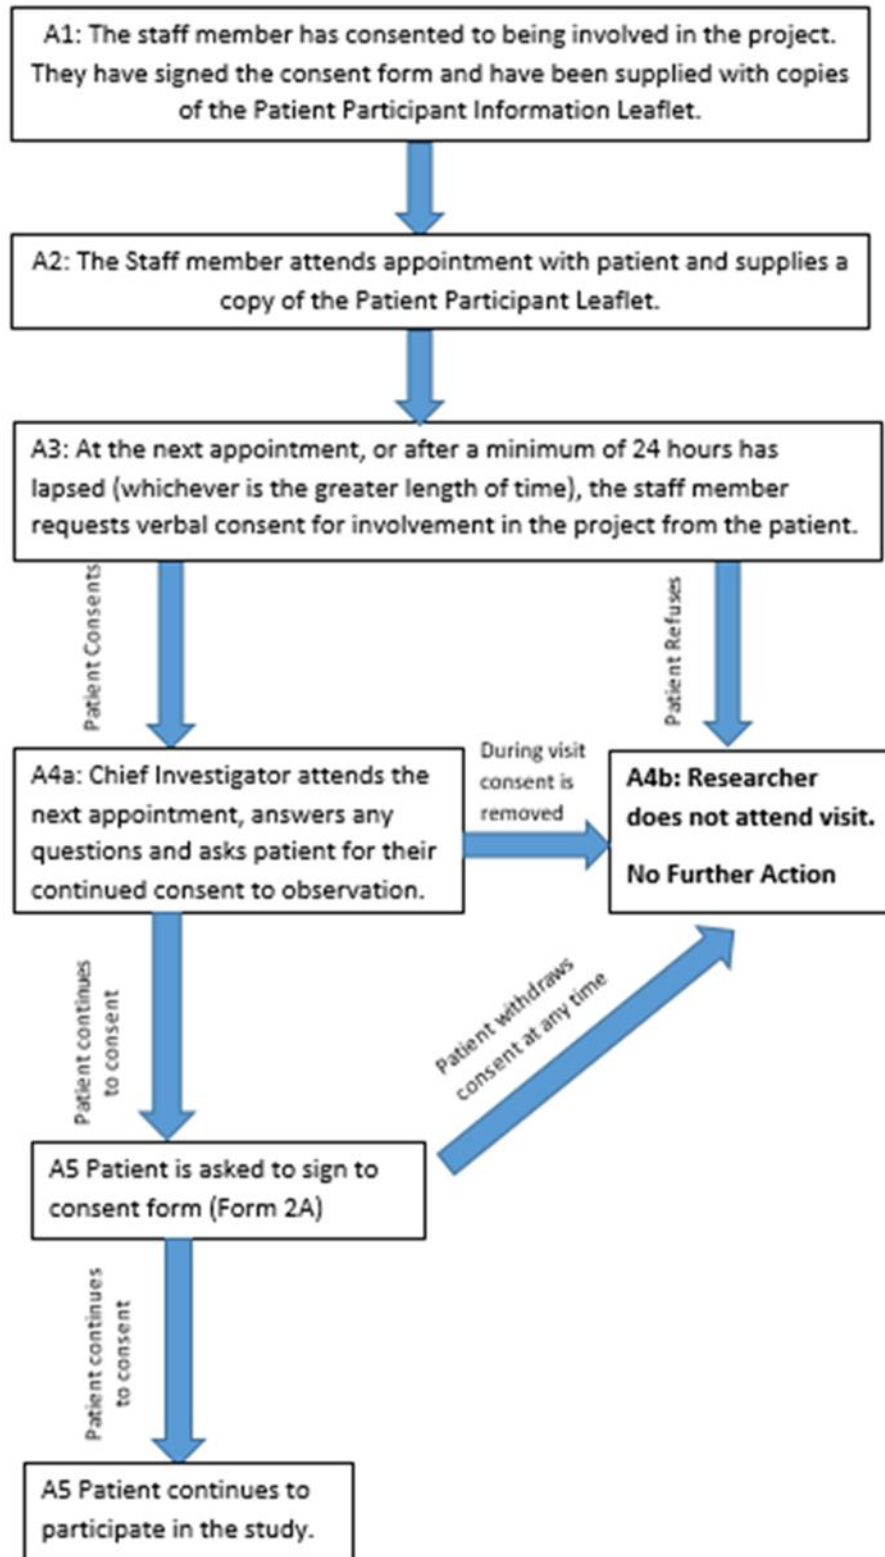 A1: The staff member has consented to being involved in the project.
They have signed the consent form and have been supplied with copies
of the Patient Participant Information Leaflet.
A2: The Staff member attends appointment with patient and supplies a
copy of the Patient Participant Leaflet.
A3: At the next appointment, or after a minimum of 24 hours has
lapsed (whichever is the greater length of time), the staff member
requests verbal consent for involvement in the project from the patient.
Patient Consents
Patient Refuses
A4a: Chief Investigator attends the
next appointment, answers any
questions and asks patient for their
continued consent to observation.
During visit
consent is
removed
A4b: Researcher
does not attend visit.
No Further Action
Patient continues
to consent
Patient withdraws
consent at any time
A5 Patient is asked to sign to
consent form (Form 2A)
Patient continues
to consent
A5 Patient continues to
participate in the study.